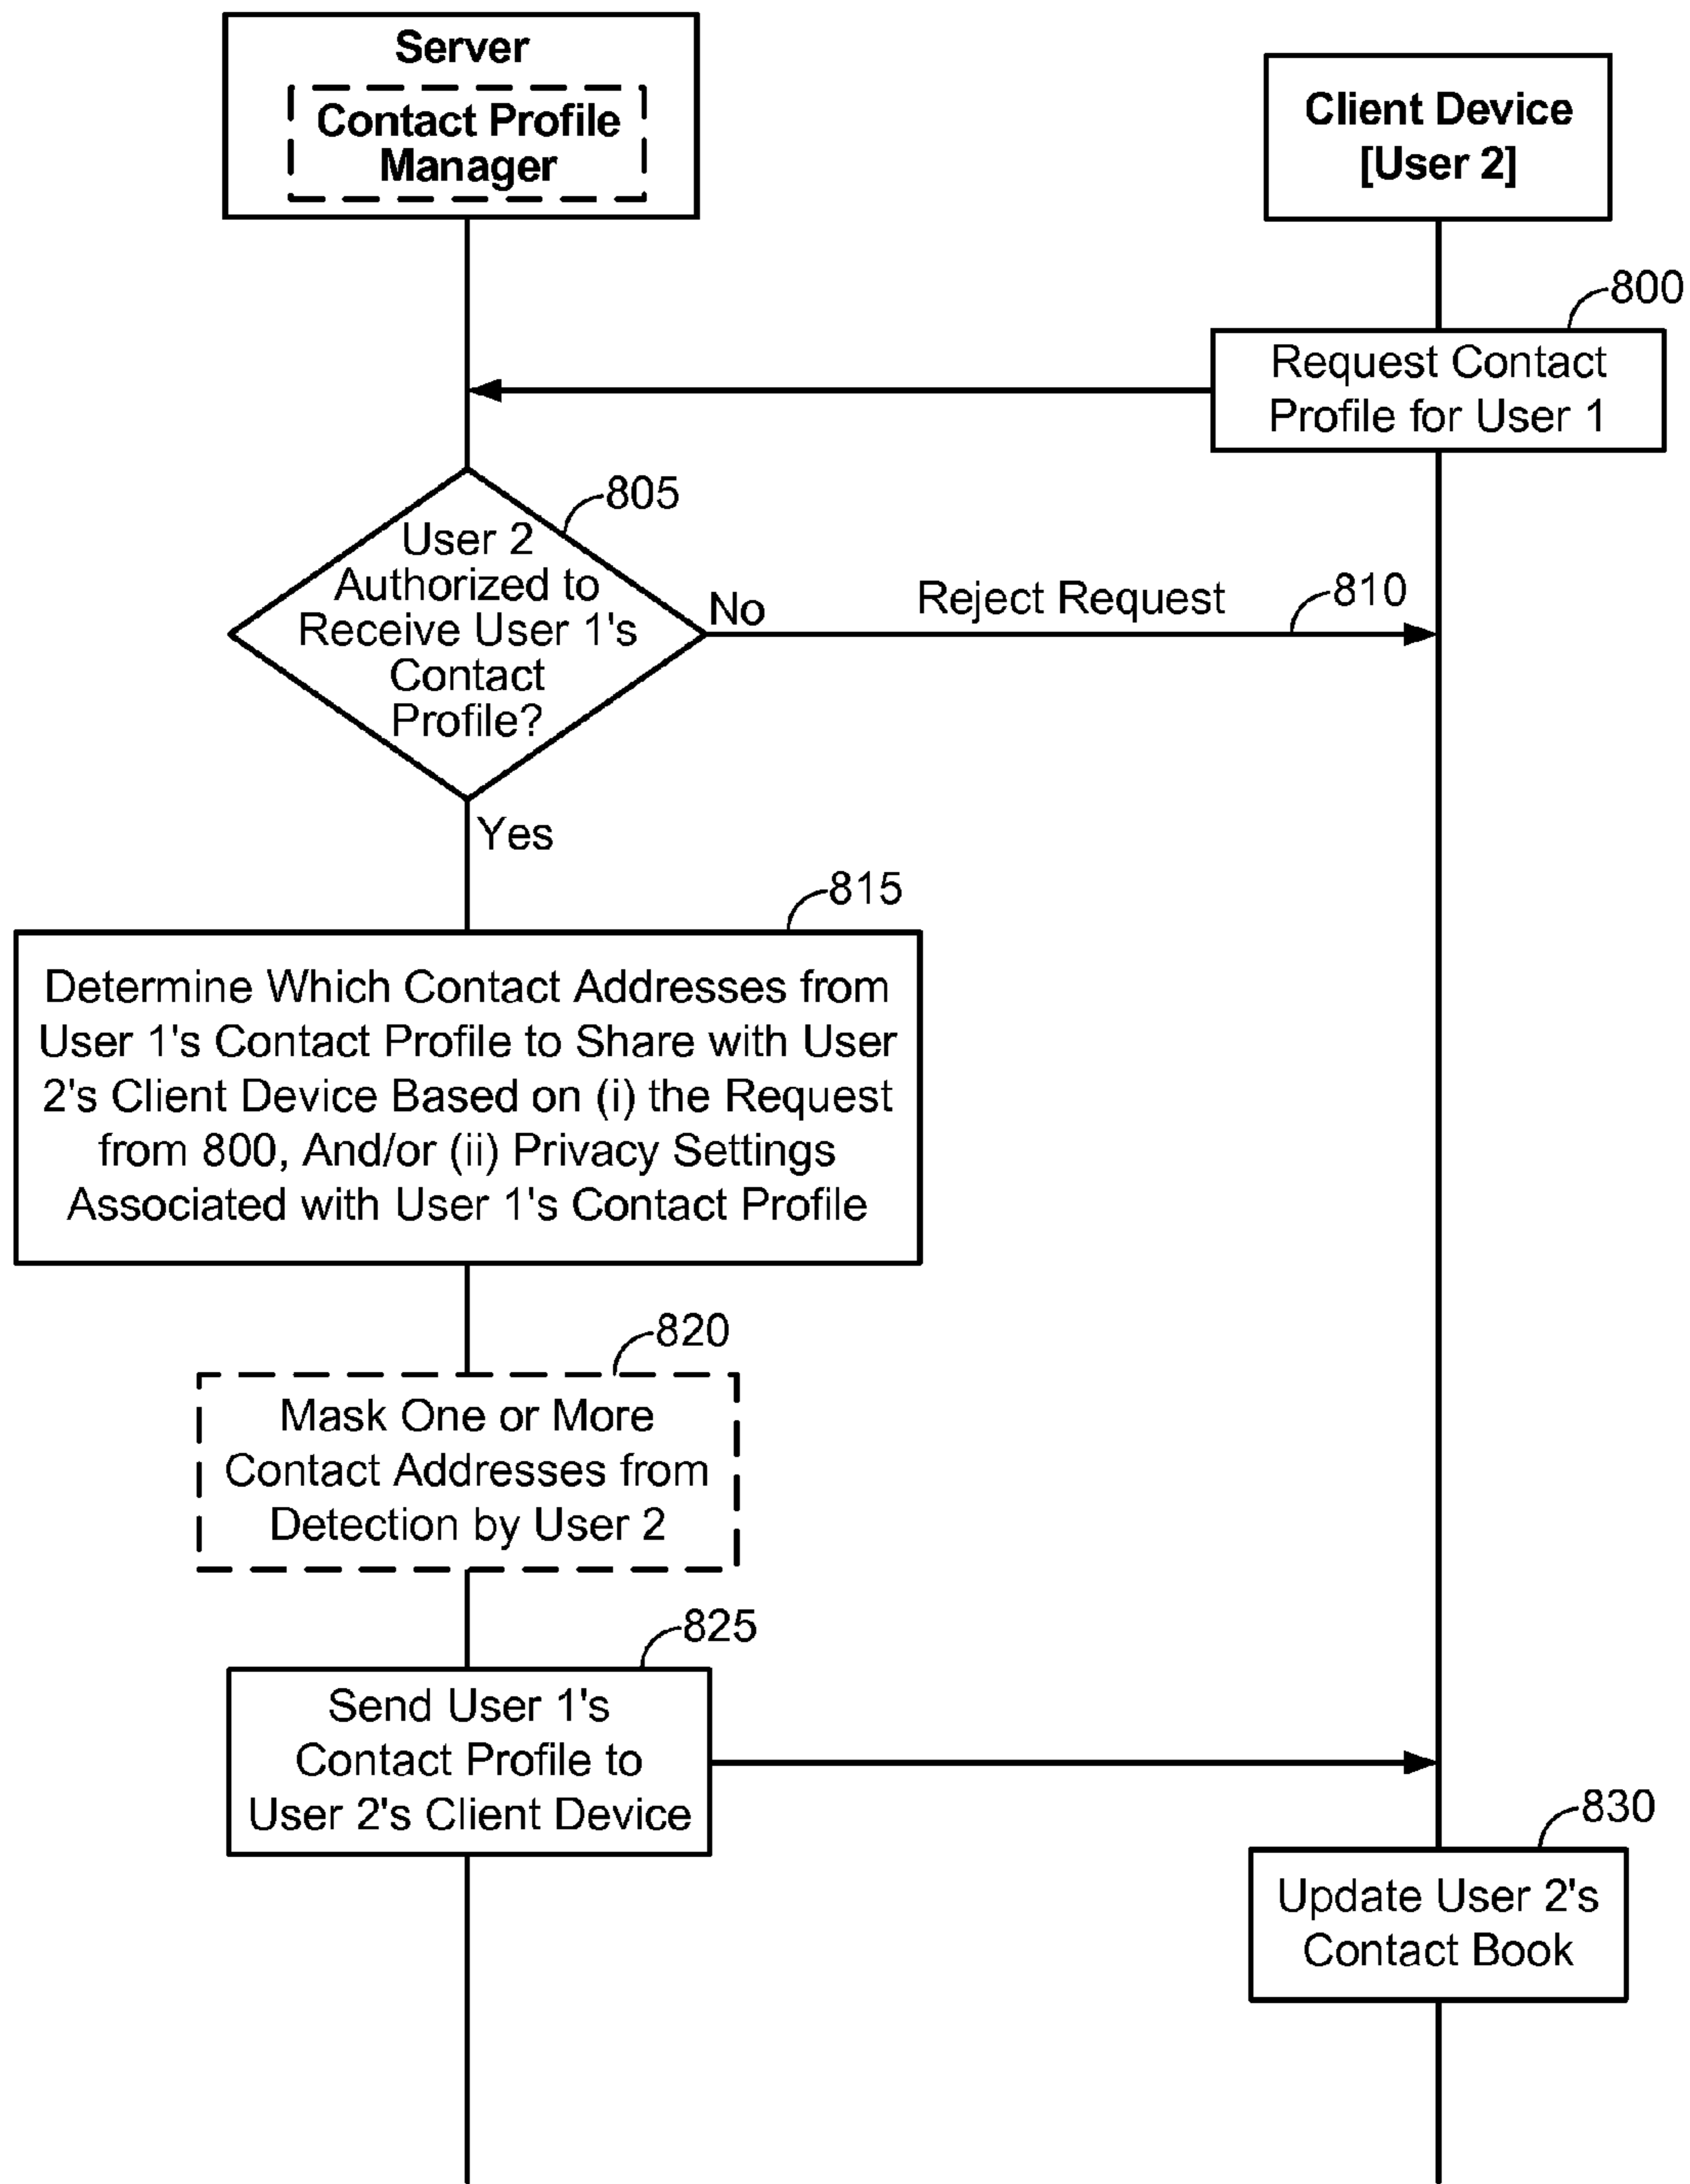 Server
Contact Profile
Manager
Client Device
[User 2]
800
Request Contact
Profile for User 1
805
User 2
Authorized to
Receive User 1's
Contact
Profile?
No
Reject Request
810
Yes
815
Determine Which Contact Addresses from
User 1's Contact Profile to Share with User
2's Client Device Based on (i) the Request
from 800, And/or (ii) Privacy Settings
Associated with User 1's Contact Profile
820
Mask One or More
Contact Addresses from
Detection by User 2
825
Send User 1's
Contact Profile to
User 2's Client Device
830
Update User 2's
Contact Book